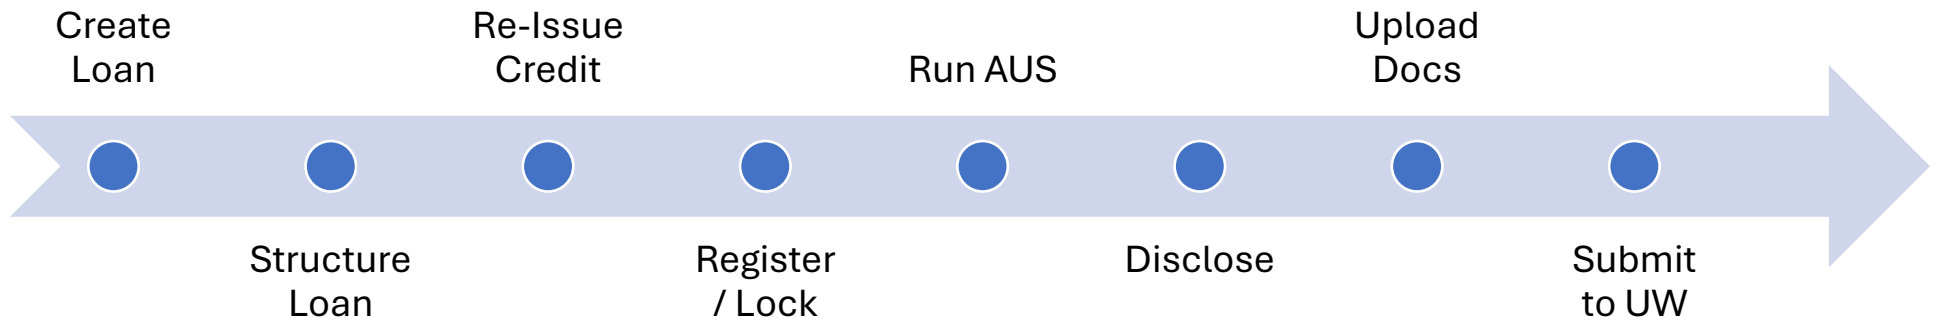 Create
Loan
Structure
Loan
Re-Issue
Credit
Register
/ Lock
Run AUS
Disclose
Upload
Docs
Submit
to UW